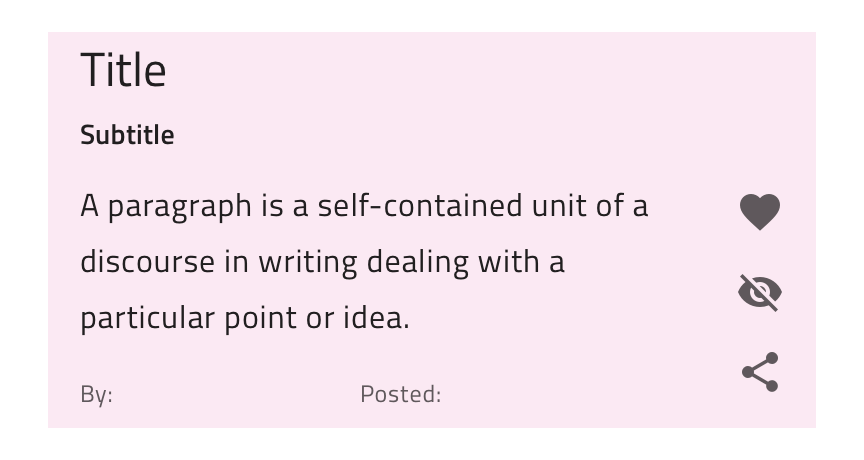 Title
Subtitle
A paragraph is a self-contained unit of a
discourse in writing dealing with a
particular point or idea.
By: Posted: